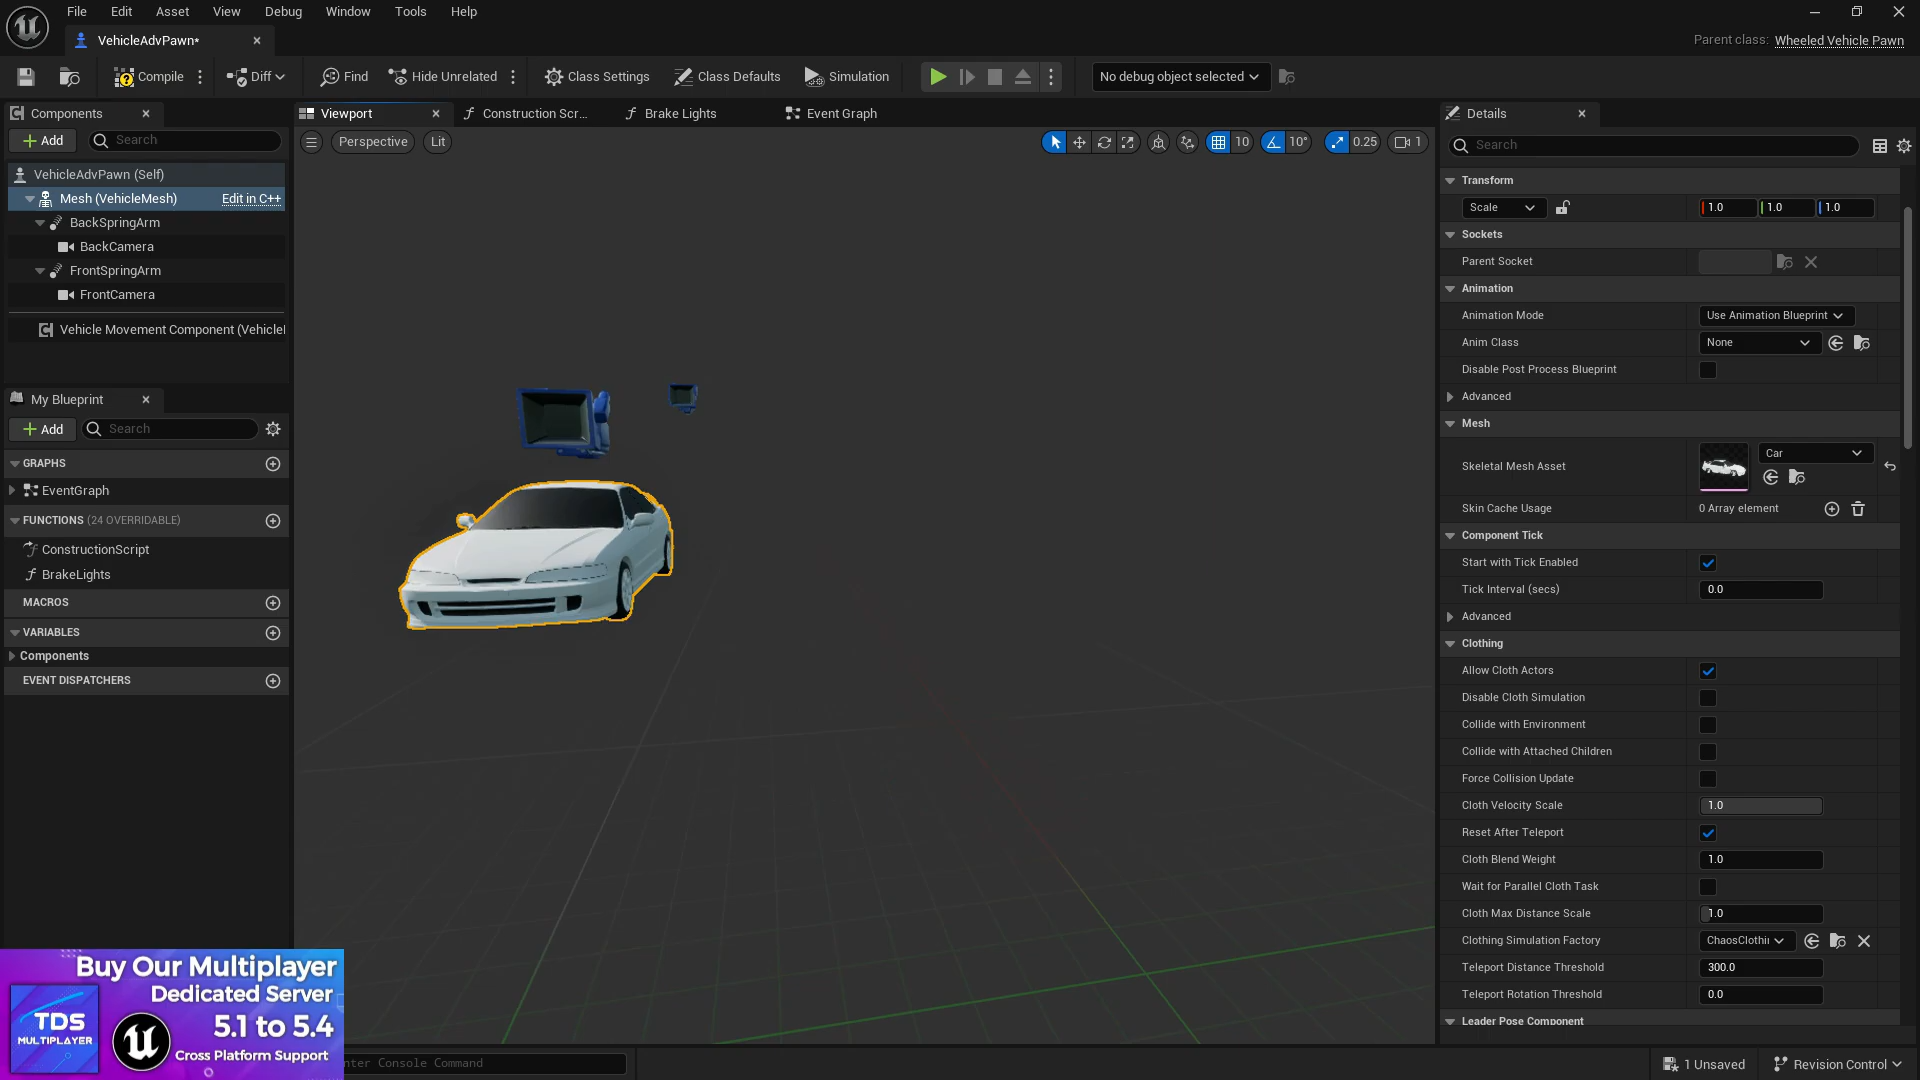 File Edit Asset View Debug Window Tools Help
VehicleAdvPawn*
Parent class: Wheeled Vehicle Pawn
Compile Diff Find Hide Unrelated Class Settings Class Defaults Simulation No debug object selected
Components
Add Search
VehicleAdvPawn (Self)
Mesh (VehicleMesh) Edit in C++
BackSpringArm
BackCamera
FrontSpringArm
FrontCamera
Vehicle Movement Component (Vehicle
My Blueprint
Add Search
GRAPHS
EventGraph
FUNCTIONS (24 OVERRIDABLE)
ConstructionScript
BrakeLights
MACROS
VARIABLES
Components
EVENT DISPATCHERS
Viewport Construction Scr... Brake Lights Event Graph
Perspective Lit 10 10° 0.25 1
Details
Search
Transform
Scale 1.0 1.0 1.0
Sockets
Parent Socket
Animation
Animation Mode Use Animation Blueprint
Anim Class None
Disable Post Process Blueprint
Advanced
Mesh
Skeletal Mesh Asset Car
Skin Cache Usage 0 Array element
Component Tick
Start with Tick Enabled
Tick Interval (secs) 0.0
Advanced
Clothing
Allow Cloth Actors
Disable Cloth Simulation
Collide with Environment
Collide with Attached Children
Force Collision Update
Cloth Velocity Scale 1.0
Reset After Teleport
Cloth Blend Weight 1.0
Wait for Parallel Cloth Task
Cloth Max Distance Scale 1.0
Clothing Simulation Factory ChaosClothi
Teleport Distance Threshold 300.0
Teleport Rotation Threshold 0.0
Leader Pose Component
Buy Our Multiplayer
Dedicated Server
5.1 to 5.4
Cross Platform Support
TDS
MULTIPLAYER
nter Console Command
1 Unsaved Revision Control